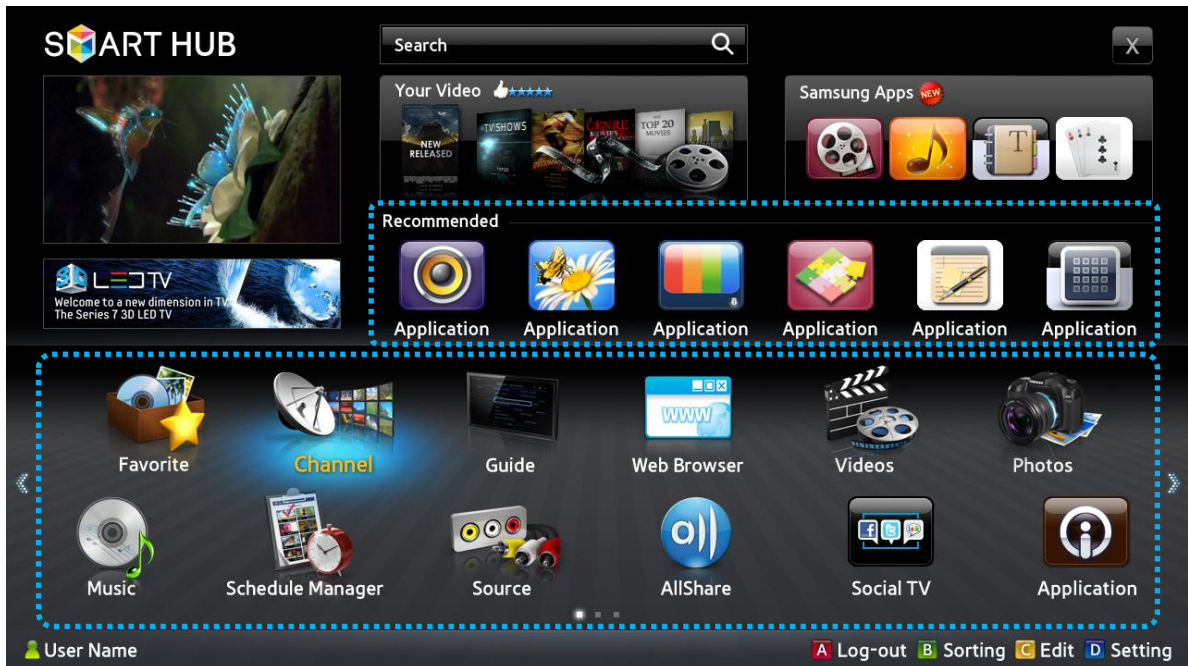 SMART HUB
Search
X
Your Video
Samsung Apps NEW
NEW
RELEASED
TV SHOWS
GENRE
TOP 20
MOVIES
T
Recommended
Application
Application
Application
Application
Application
Application
3D LED TV
Welcome to a new dimension in TV
The Series 7 3D LED TV
Favorite
Channel
Guide
www
Web Browser
Videos
Photos
Music
Schedule Manager
Source
all
AllShare
Social TV
Application
User Name
A Log-out B Sorting C Edit D Setting